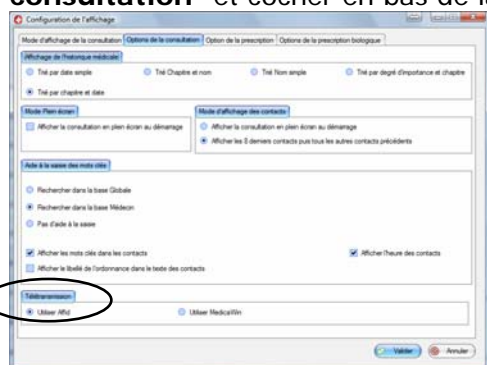 consultation" et cocher en bas de la
Configuration de l'affichage
Mode d'affichage de la consultation Options de la consultation Option de la prescription Options de la prescription biologique
Affichage de l'historique médicale
Trié par date simple Trié Chapitre et nom Trié Nom simple Trié par degré d'importance et chapitre
Trié par chapitre et date
Mode Plein écran Mode d'affichage des contacts
Afficher la consultation en plein écran au démarrage Afficher la consultation en plein écran au démarrage
Afficher les 8 derniers contacts puis tous les autres contacts précédents
Aide à la saisie des mots clés
Rechercher dans la base Globale
Rechercher dans la base Médecin
Pas d'aide à la saisie
Afficher les mots clés dans les contacts Afficher l'heure des contacts
Afficher le libellé de l'ordonnance dans le texte des contacts
Télétransmission
Utiliser Affid Utiliser MedicaWin
Valider Annuler